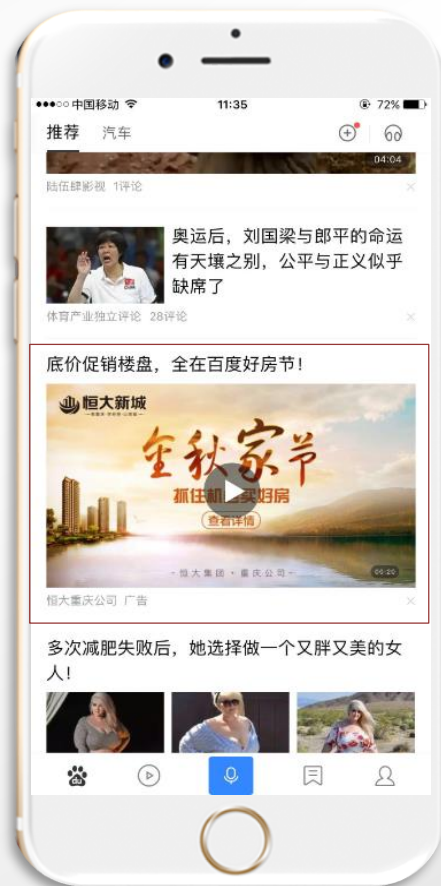 中国移动 11:35 72%
推荐 汽车
04:04
陆伍肆影视 1评论
奥运后，刘国梁与郎平的命运
有天壤之别，公平与正义似乎
缺席了
体育产业独立评论 28评论
底价促销楼盘，全在百度好房节！
恒大新城
金秋家节
抓住机 买好房
查看详情
-恒大集团·重庆公司-
00:20
恒大重庆公司 广告
多次减肥失败后，她选择做一个又胖又美的女
人！
du